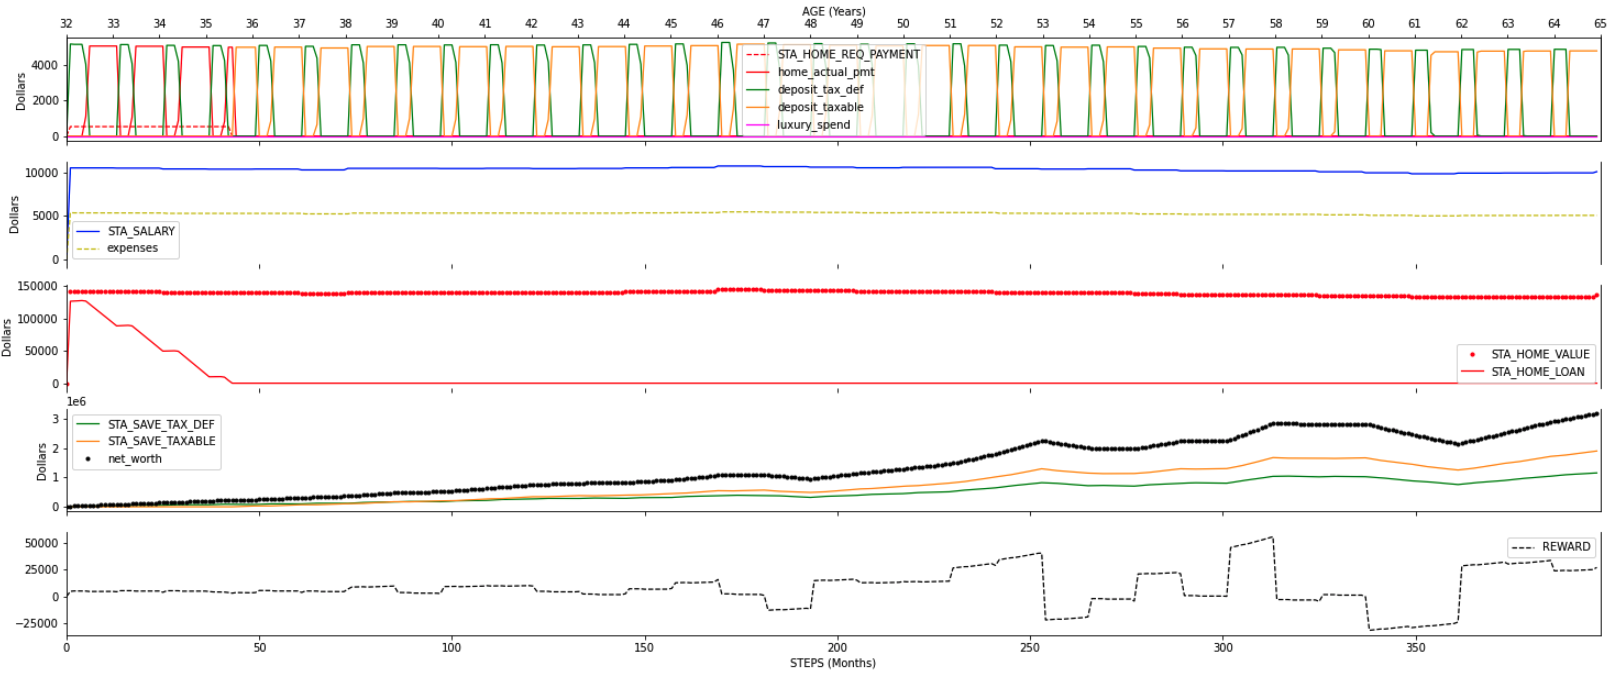 AGE (Years)
32 33 34 35 36 37 38 39 40 41 42 43 44 45 46 47 48 49 50 51 52 53 54 55 56 57 58 59 60 61 62 63 64 65
Dollars
4000
2000
0
STA_HOME_REQ_PAYMENT
home_actual_pmt
deposit_tax_def
deposit_taxable
luxury_spend
Dollars
10000
5000
0
STA_SALARY
expenses
Dollars
150000
100000
50000
0
STA_HOME_VALUE
STA_HOME_LOAN
1e6
Dollars
3
2
1
0
STA_SAVE_TAX_DEF
STA_SAVE_TAXABLE
net_worth
50000
25000
0
−25000
REWARD
0 50 100 150 200 250 300 350
STEPS (Months)